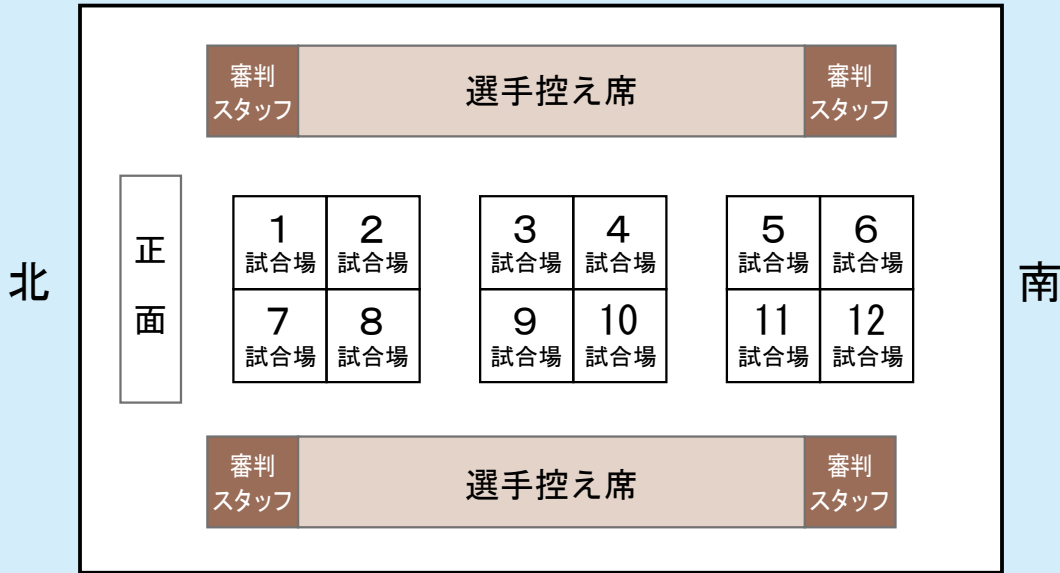 審判
スタッフ
選手控え席
審判
スタッフ
北
正
面
1
試合場
2
試合場
3
試合場
4
試合場
5
試合場
6
試合場
7
試合場
8
試合場
9
試合場
10
試合場
11
試合場
12
試合場
南
審判
スタッフ
選手控え席
審判
スタッフ